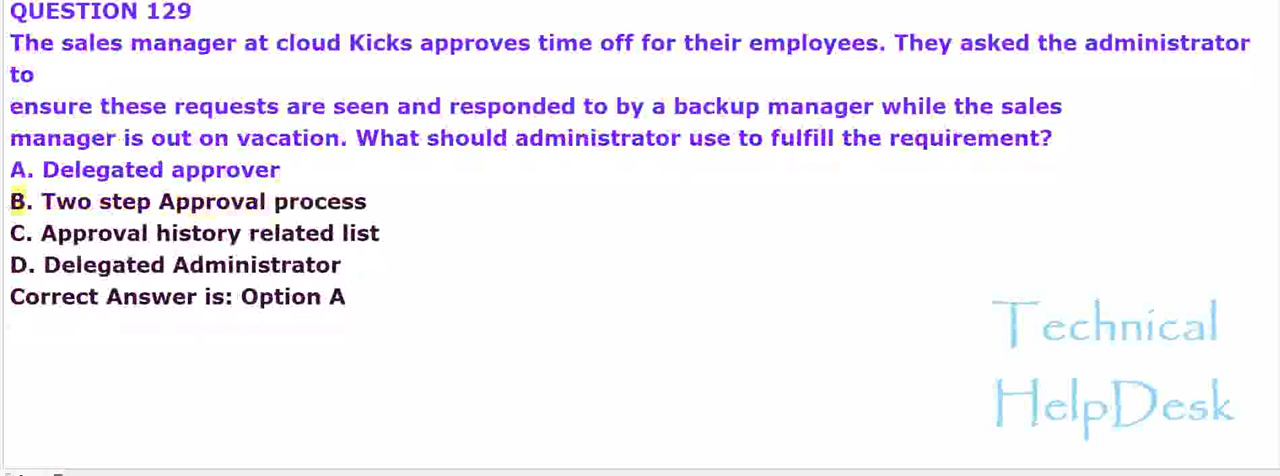 QUESTION 129
The sales manager at cloud Kicks approves time off for their employees. They asked the administrator
to
ensure these requests are seen and responded to by a backup manager while the sales
manager is out on vacation. What should administrator use to fulfill the requirement?
A. Delegated approver
B. Two step Approval process
C. Approval history related list
D. Delegated Administrator
Correct Answer is: Option A
Technical
HelpDesk